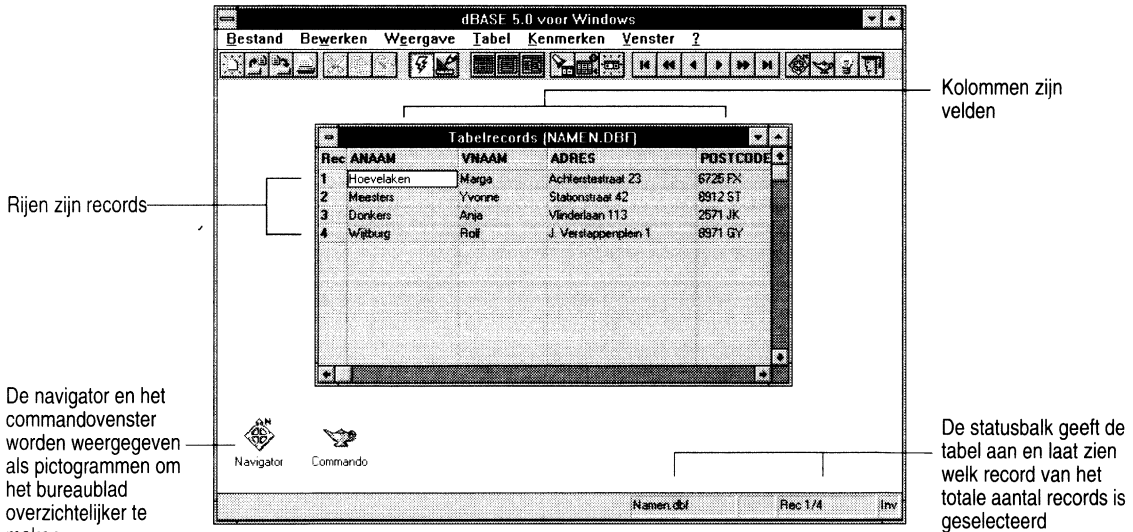 dBASE 5.0 voor Windows
Bestand Bewerken Weergave Tabel Kenmerken Venster ?
Kolommen zijn
velden
Tabelrecords (NAMEN.DBF)
Rec ANAAM VNAAM ADRES POSTCODE
1 Hoevelaken Marga Achterstestraat 23 6725 FX
2 Meesters Yvonne Stationstraat 42 8912 ST
3 Donkers Anja Vlinderlaan 113 2571 JK
4 Wijtburg Rolf J. Verstappenplein 1 8971 GY
Rijen zijn records
De navigator en het
commandovenster
worden weergegeven
als pictogrammen om
het bureaublad
overzichtelijker te
Navigator Commando
De statusbalk geeft de
tabel aan en laat zien
welk record van het
totale aantal records is
geselecteerd
Namen.dbf Rec 1/4 Inv